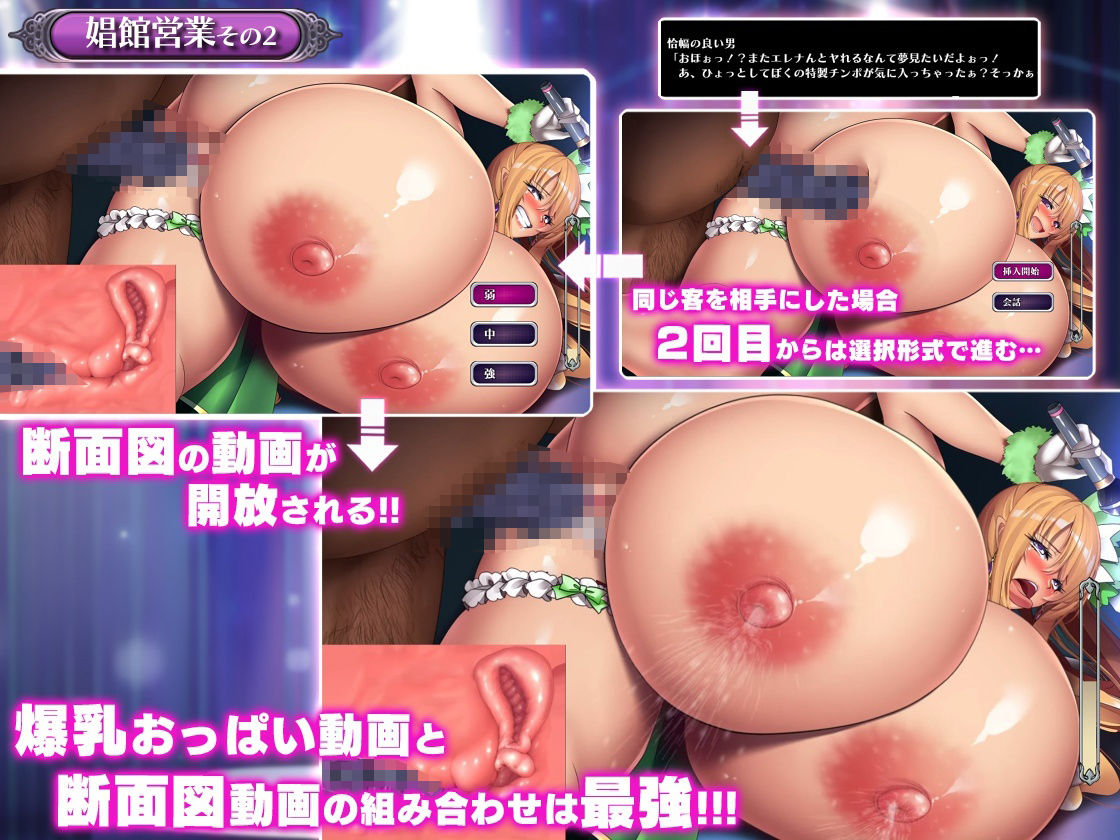 娼館営業その2
恰幅の良い男
「おほぉっ！？またエレナんとヤれるなんて夢見たいだよぉっ！
あ、ひょっとしてぼくの特製チンポが気に入っちゃったぁ？そっかぁ
挿入開始
会話
同じ客を相手にした場合
２回目からは選択形式で進む…
弱
中
強
断面図の動画が
開放される!!
爆乳おっぱい動画と
断面図動画の組み合わせは最強!!!